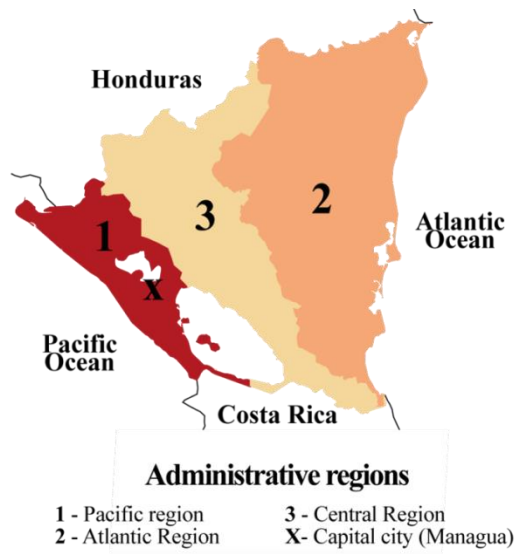 Honduras
1
2
3
X
Atlantic
Ocean
Pacific
Ocean
Costa Rica
Administrative regions
1 - Pacific region
3 - Central Region
2 - Atlantic Region
X- Capital city (Managua)